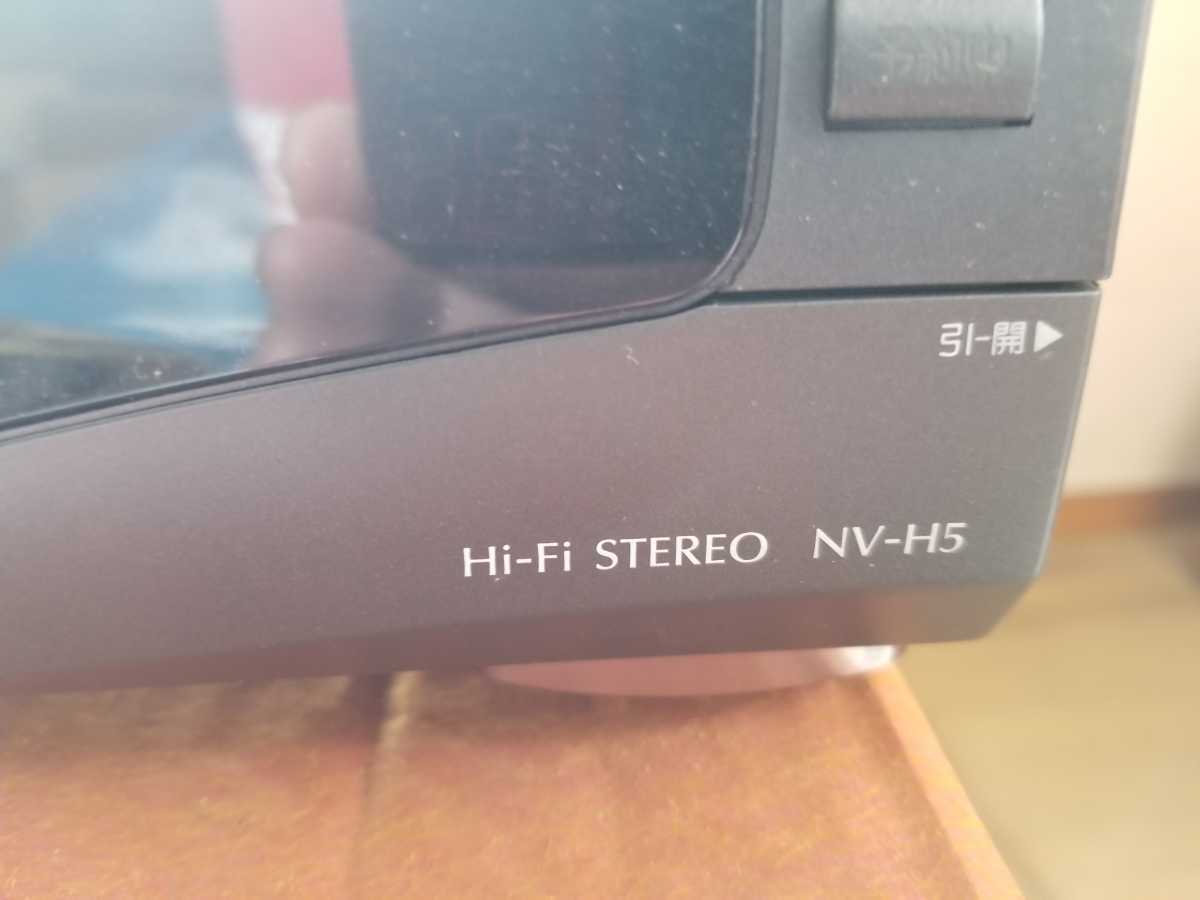 引-開▶
Hi-Fi STEREO NV-H5